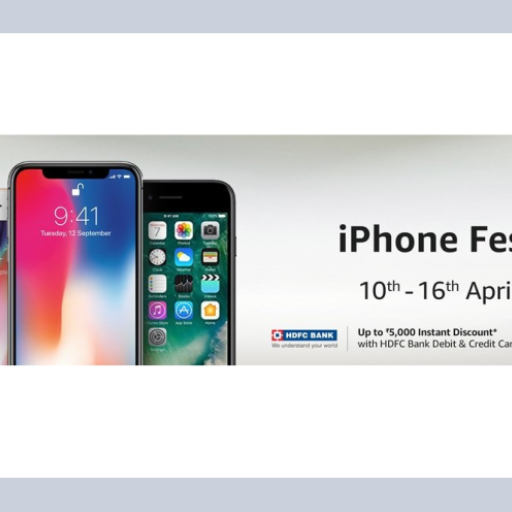 9:41
Tuesday, 12 September
iPhone Fes
10th - 16th Apri
HDFC BANK
We understand your world
Up to ₹5,000 Instant Discount*
with HDFC Bank Debit & Credit Car